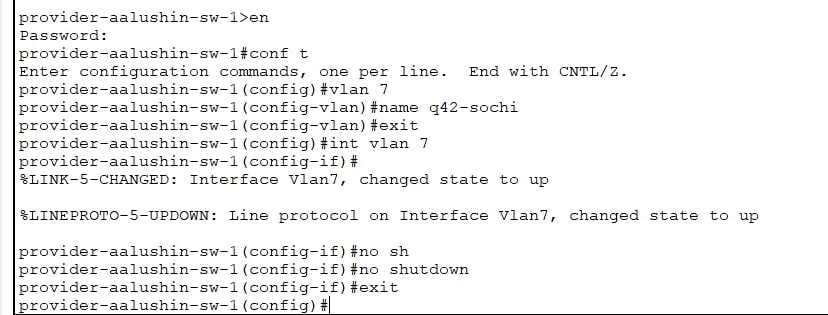 provider-aalushin-sw-1>en
Password:
provider-aalushin-sw-1#conf t
Enter configuration commands, one per line.  End with CNTL/Z.
provider-aalushin-sw-1(config)#vlan 7
provider-aalushin-sw-1(config-vlan)#name q42-sochi
provider-aalushin-sw-1(config-vlan)#exit
provider-aalushin-sw-1(config)#int vlan 7
provider-aalushin-sw-1(config-if)#
%LINK-5-CHANGED: Interface Vlan7, changed state to up
%LINEPROTO-5-UPDOWN: Line protocol on Interface Vlan7, changed state to up
provider-aalushin-sw-1(config-if)#no sh
provider-aalushin-sw-1(config-if)#no shutdown
provider-aalushin-sw-1(config-if)#exit
provider-aalushin-sw-1(config)#